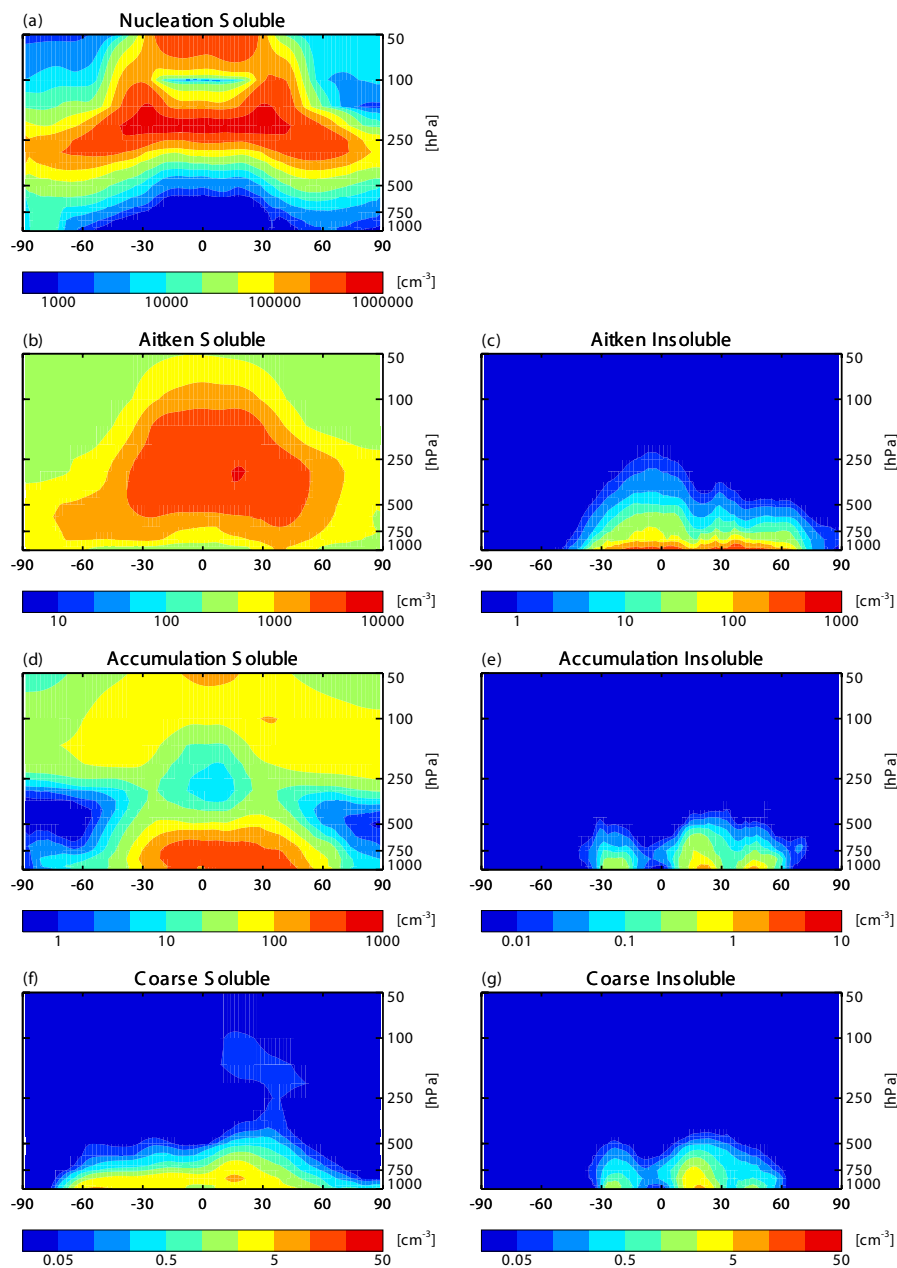 (a) Nucleation Soluble
50
100
250
500
750
1000
[hPa]
-90 -60 -30 0 30 60 90
[cm-3]
1000 10000 100000 1000000
(b) Aitken Soluble
50
100
250
500
750
1000
[hPa]
-90 -60 -30 0 30 60 90
[cm-3]
10 100 1000 10000
(c) Aitken Insoluble
50
100
250
500
750
1000
[hPa]
-90 -60 -30 0 30 60 90
[cm-3]
1 10 100 1000
(d) Accumulation Soluble
50
100
250
500
750
1000
[hPa]
-90 -60 -30 0 30 60 90
[cm-3]
1 10 100 1000
(e) Accumulation Insoluble
50
100
250
500
750
1000
[hPa]
-90 -60 -30 0 30 60 90
[cm-3]
0.01 0.1 1 10
(f) Coarse Soluble
50
100
250
500
750
1000
[hPa]
-90 -60 -30 0 30 60 90
[cm-3]
0.05 0.5 5 50
(g) Coarse Insoluble
50
100
250
500
750
1000
[hPa]
-90 -60 -30 0 30 60 90
[cm-3]
0.05 0.5 5 50